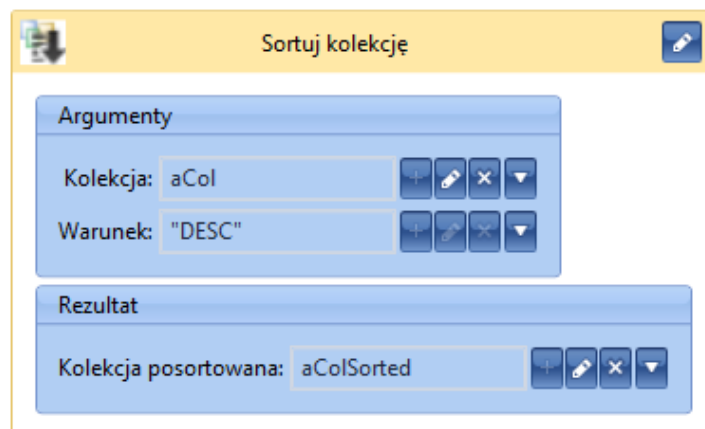 Sortuj kolekcję
Argumenty
Kolekcja: aCol
Warunek: "DESC"
Rezultat
Kolekcja posortowana: aColSorted